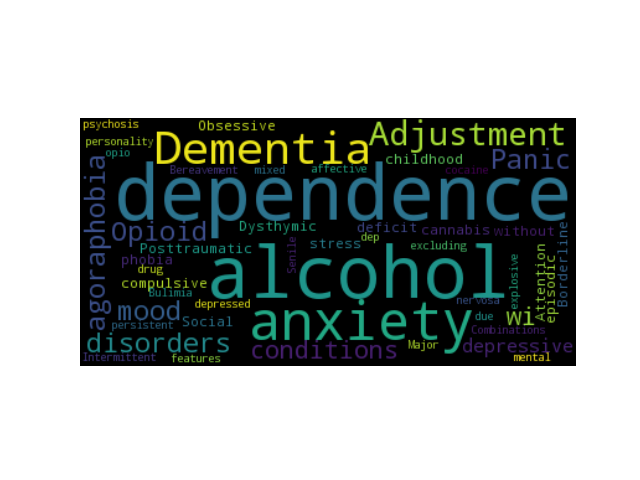 psychosis Obsessive Adjustment
personality Dementia childhood Panic
opio Bereavement mixed affective cocaine
agoraphobia dependence
Opioid Dysthymic deficit cannabis without
Posttraumatic stress dep excluding Borderline
phobia Senile
drug alcohol explosive Attention episodic
compulsive
Bulimia depressed nervosa
mood anxiety due wi
persistent Social Combinations
disorders conditions Major depressive
Intermittent features mental